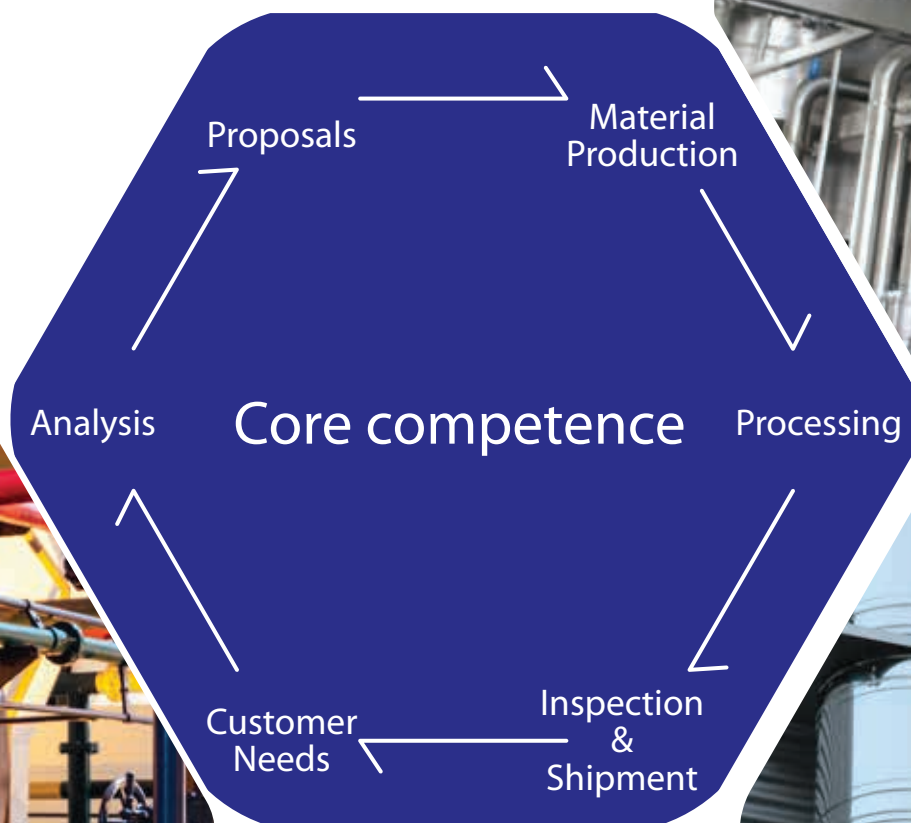 Proposals
Material
Production
Analysis
Core competence
Processing
Customer
Needs
Inspection
&
Shipment